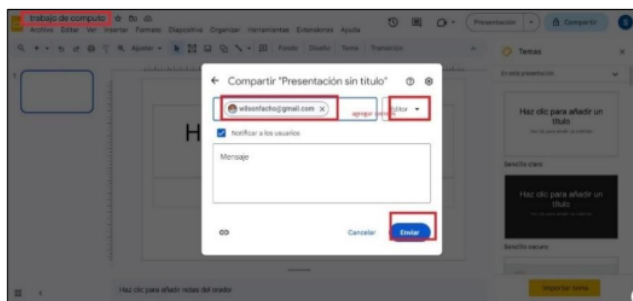 trabajo de computo
Archivo Editar Ver Insertar Formato Diapositiva Organizar Herramientas Extensiones Ayuda
Presentación
Compartir
S
Ajustar
Fondo Diseño Tema Transición
Temas
En esta presentación
1
H
Compartir "Presentación sin título"
wilsonfacho@gmail.com
agregar
Notificar a los usuarios
Mensaje
Cancelar
Enviar
Haz clic para añadir un
título
Sencillo claro
Haz clic para añadir un
título
Sencillo oscuro
Importar tema
Haz clic para añadir notas del orador